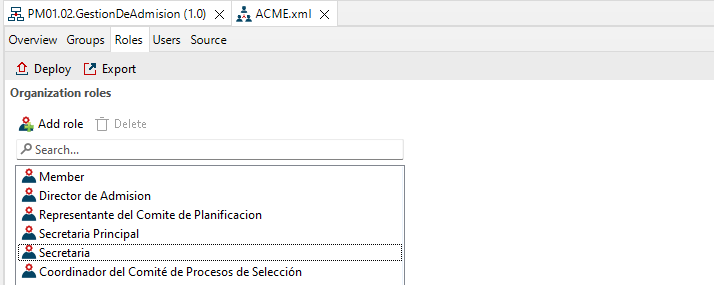 PM01.02.GestionDeAdmision (1.0) ACME.xml
Overview Groups Roles Users Source
Deploy Export
Organization roles
Add role Delete
Search...
Member
Director de Admision
Representante del Comite de Planificacion
Secretaria Principal
Secretaria
Coordinador del Comité de Procesos de Selección